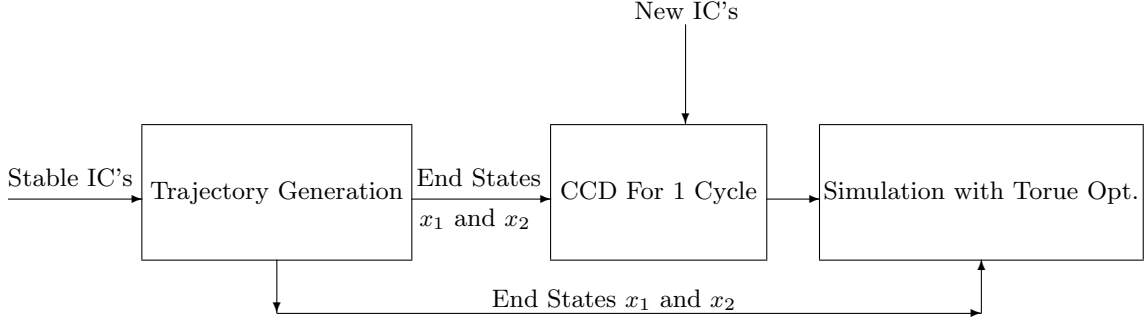 New IC's
Stable IC's
Trajectory Generation
End States
x₁ and x₂
CCD For 1 Cycle
Simulation with Torue Opt.
End States x₁ and x₂